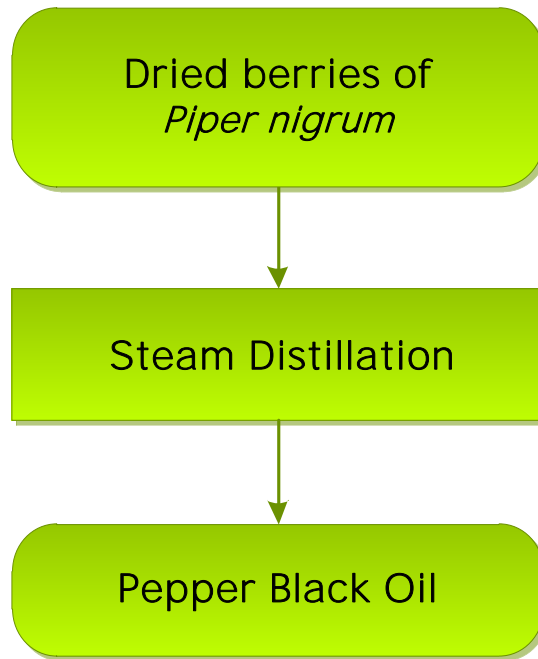 Dried berries of
Piper nigrum
Steam Distillation
Pepper Black Oil